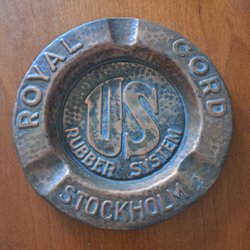 ROYAL CORD
US
RUBBER SYSTEM
STOCKHOLM